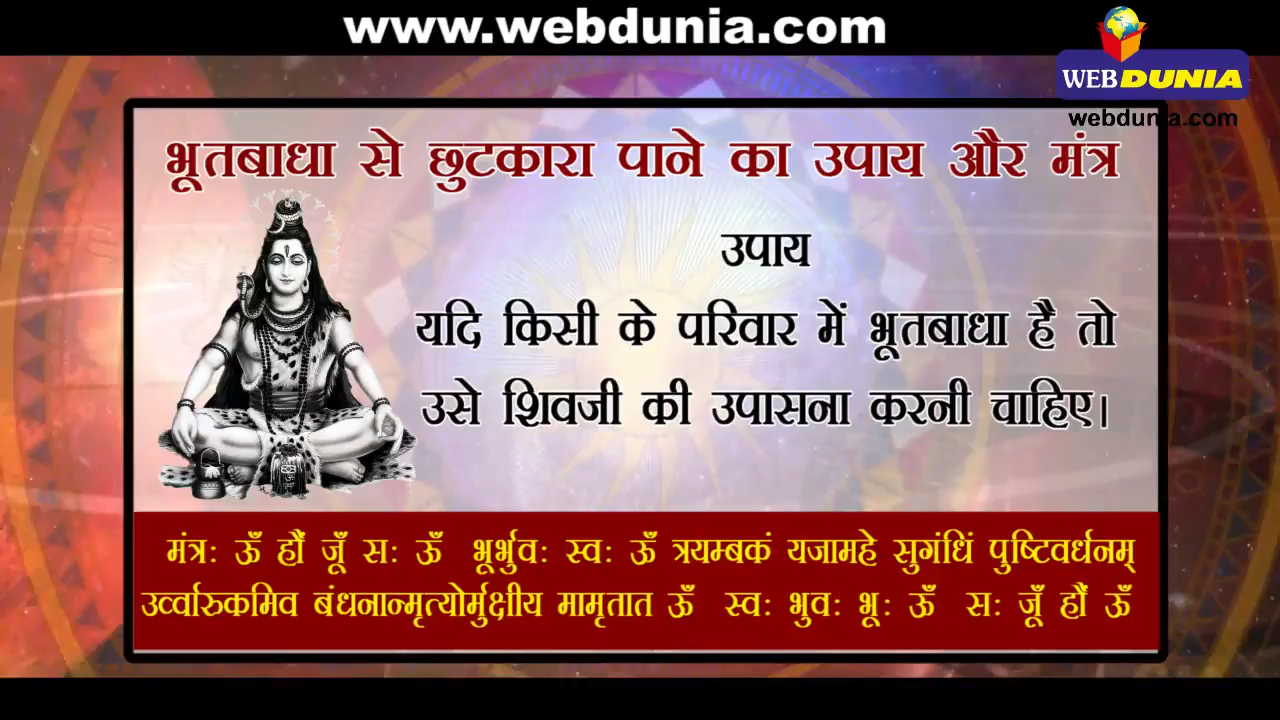 www.webdunia.com
WEBDUNIA
webdunia.com
भूतबाधा से छुटकारा पाने का उपाय और मंत्र
उपाय
यदि किसी के परिवार में भूतबाधा है तो
उसे शिवजी की उपासना करनी चाहिए।
मंत्रः ऊँ हौं जूँ सः ऊँ भूर्भुवः स्वः ऊँ त्रयम्बकं यजामहे सुगंधिं पुष्टिवर्धनम्
उर्व्वारुकमिव बंधनान्मृत्योर्मुक्षीय मामृतात ऊँ स्वः भुवः भूः ऊँ सः जूँ हौं ऊँ